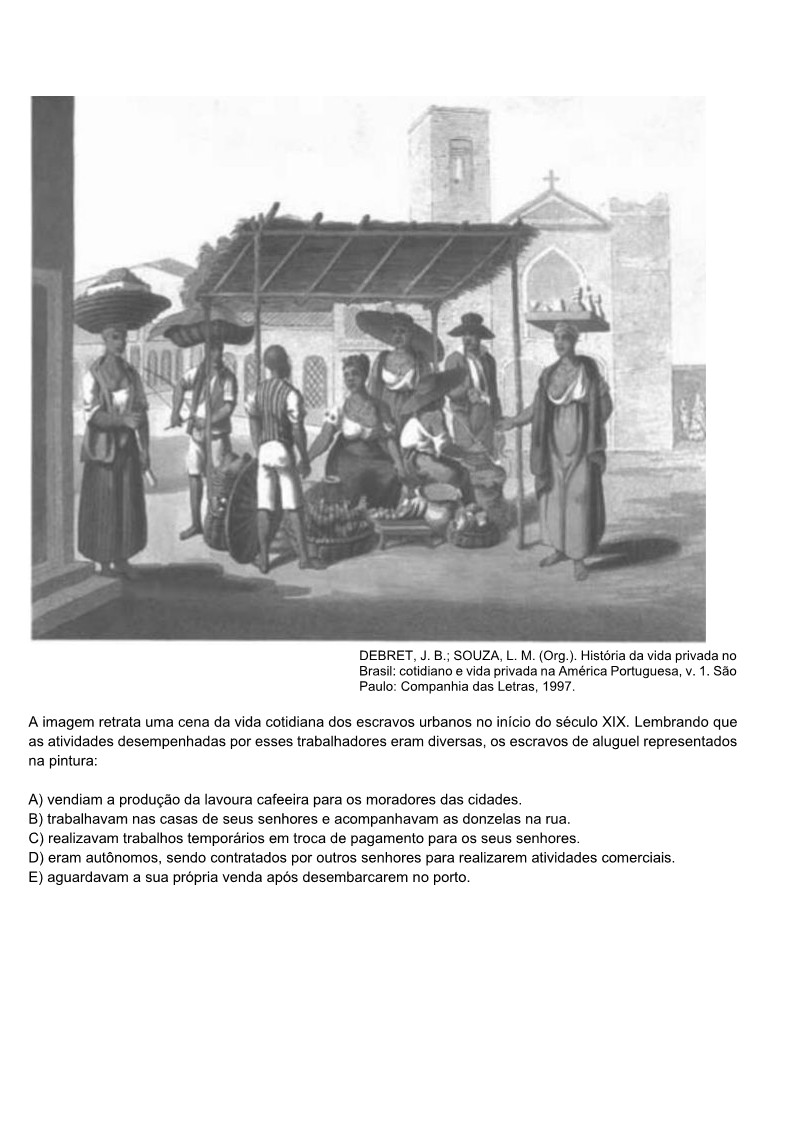 DEBRET, J. B.; SOUZA, L. M. (Org.). História da vida privada no
Brasil: cotidiano e vida privada na América Portuguesa, v. 1. São
Paulo: Companhia das Letras, 1997.
A imagem retrata uma cena da vida cotidiana dos escravos urbanos no início do século XIX. Lembrando que
as atividades desempenhadas por esses trabalhadores eram diversas, os escravos de aluguel representados
na pintura:
A) vendiam a produção da lavoura cafeeira para os moradores das cidades.
B) trabalhavam nas casas de seus senhores e acompanhavam as donzelas na rua.
C) realizavam trabalhos temporários em troca de pagamento para os seus senhores.
D) eram autônomos, sendo contratados por outros senhores para realizarem atividades comerciais.
E) aguardavam a sua própria venda após desembarcarem no porto.